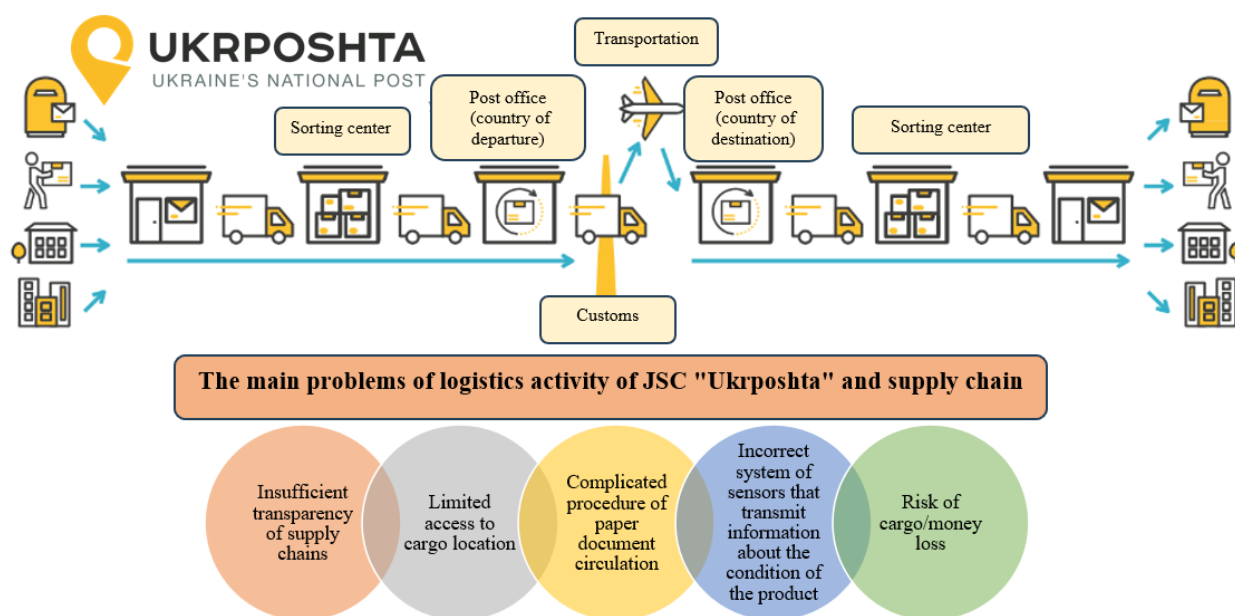 UKRPOSHTA
UKRAINE'S NATIONAL POST
Transportation
Sorting center
Post office
(country of
departure)
Post office
(country of
destination)
Sorting center
Customs
The main problems of logistics activity of JSC "Ukrposhta" and supply chain
Insufficient
transparency
of supply
chains
Limited
access to
cargo location
Complicated
procedure of
paper
document
circulation
Incorrect
system of
sensors that
transmit
information
about the
condition of
the product
Risk of
cargo/money
loss